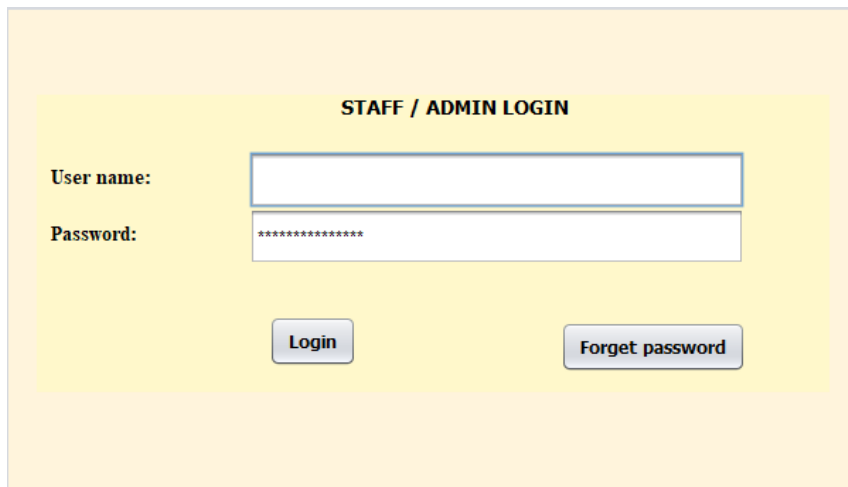 STAFF / ADMIN LOGIN
User name:
Password:
***************
Login
Forget password